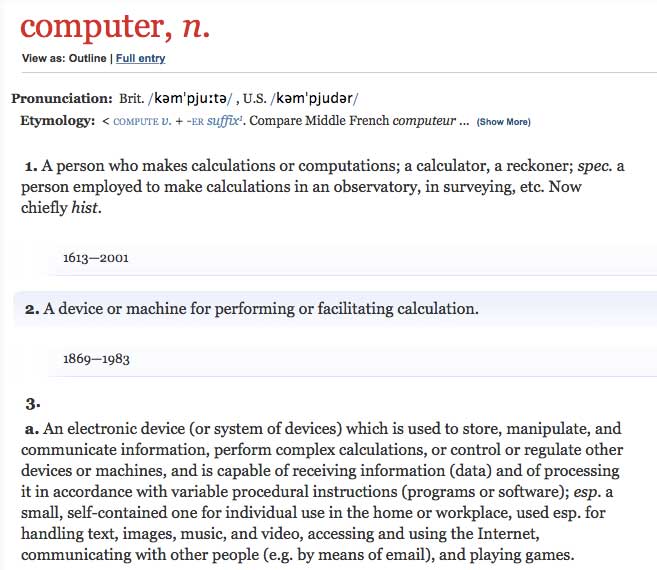 computer, n.
View as: Outline | Full entry
Pronunciation: Brit. /kəmˈpjuːtə/ , U.S. /kəmˈpjudər/
Etymology: < COMPUTE v. + -ER suffix¹. Compare Middle French computeur ... (Show More)
1. A person who makes calculations or computations; a calculator, a reckoner; spec. a
person employed to make calculations in an observatory, in surveying, etc. Now
chiefly hist.
1613—2001
2. A device or machine for performing or facilitating calculation.
1869—1983
3.
a. An electronic device (or system of devices) which is used to store, manipulate, and
communicate information, perform complex calculations, or control or regulate other
devices or machines, and is capable of receiving information (data) and of processing
it in accordance with variable procedural instructions (programs or software); esp. a
small, self-contained one for individual use in the home or workplace, used esp. for
handling text, images, music, and video, accessing and using the Internet,
communicating with other people (e.g. by means of email), and playing games.